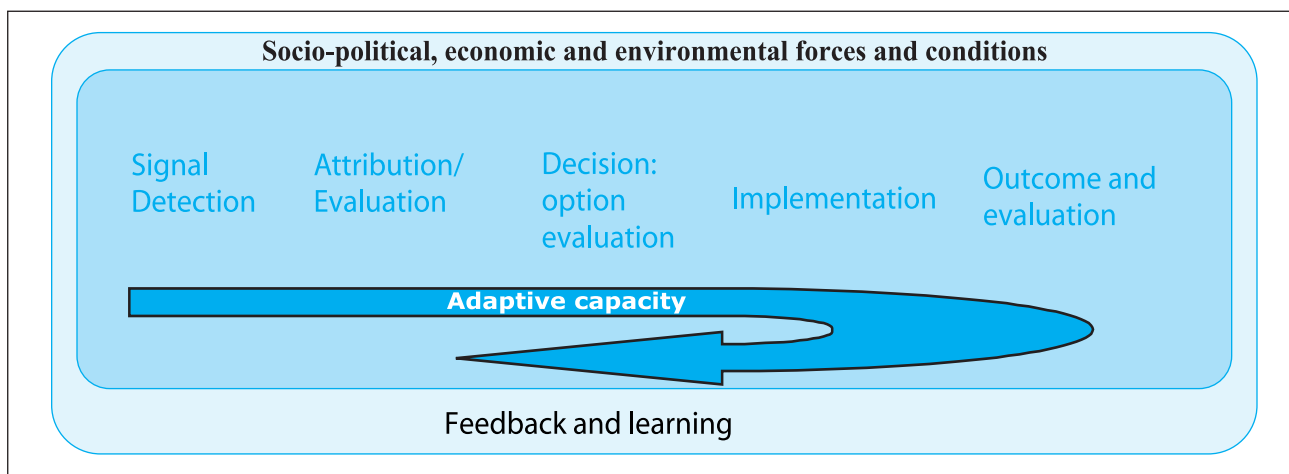 Socio-political, economic and environmental forces and conditions
Signal
Detection
Attribution/
Evaluation
Decision:
option
evaluation
Implementation
Outcome and
evaluation
Adaptive capacity
Feedback and learning